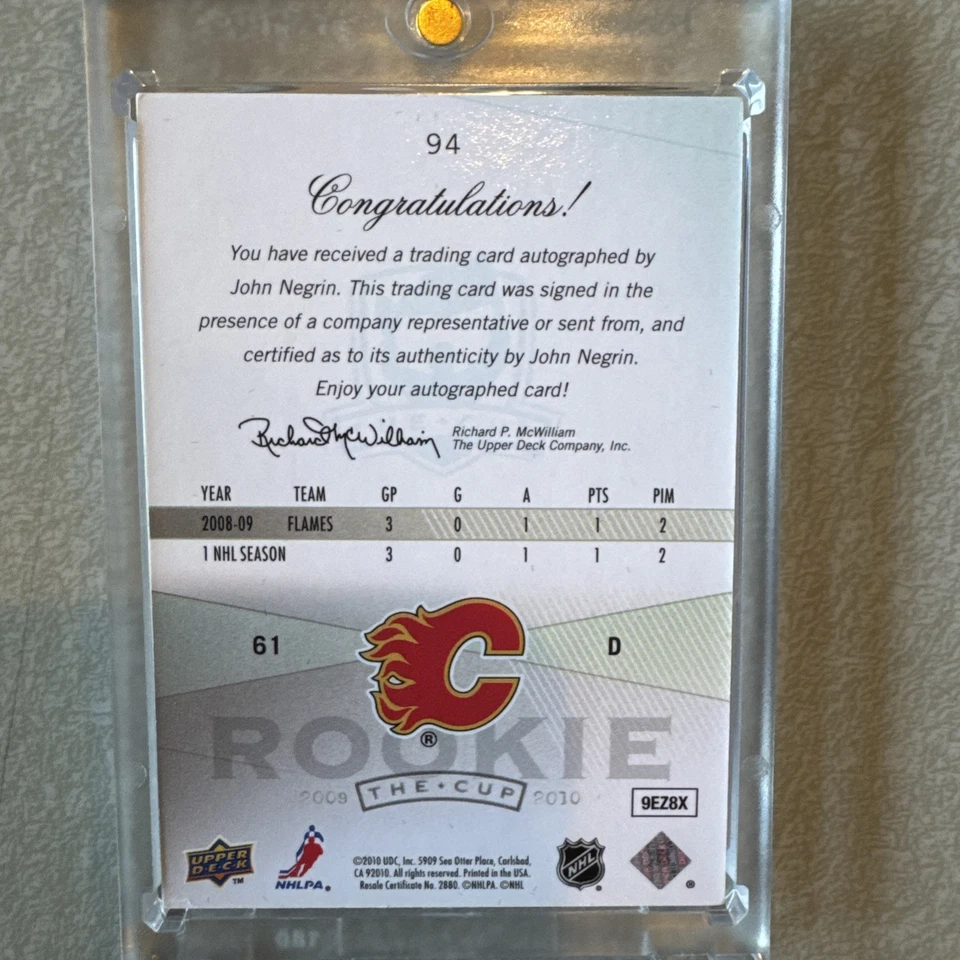 94
Congratulations!
You have received a trading card autographed by
John Negrin. This trading card was signed in the
presence of a company representative or sent from, and
certified as to its authenticity by John Negrin.
Enjoy your autographed card!
Richard McWilliam
Richard P. McWilliam
The Upper Deck Company, Inc.
YEAR TEAM GP G A PTS PIM
2008-09 FLAMES 3 0 1 1 2
1 NHL SEASON 3 0 1 1 2
61 C D
®
ROOKIE
2009 THE·CUP 2010
9EZ8X
UPPER DECK ™
NHLPA®
©2010 UDC, Inc. 5909 Sea Otter Place, Carlsbad,
CA 92010. All rights reserved. Printed in the USA.
Resale Certificate No. 2880. ©NHLPA. ©NHL
NHL ®
®